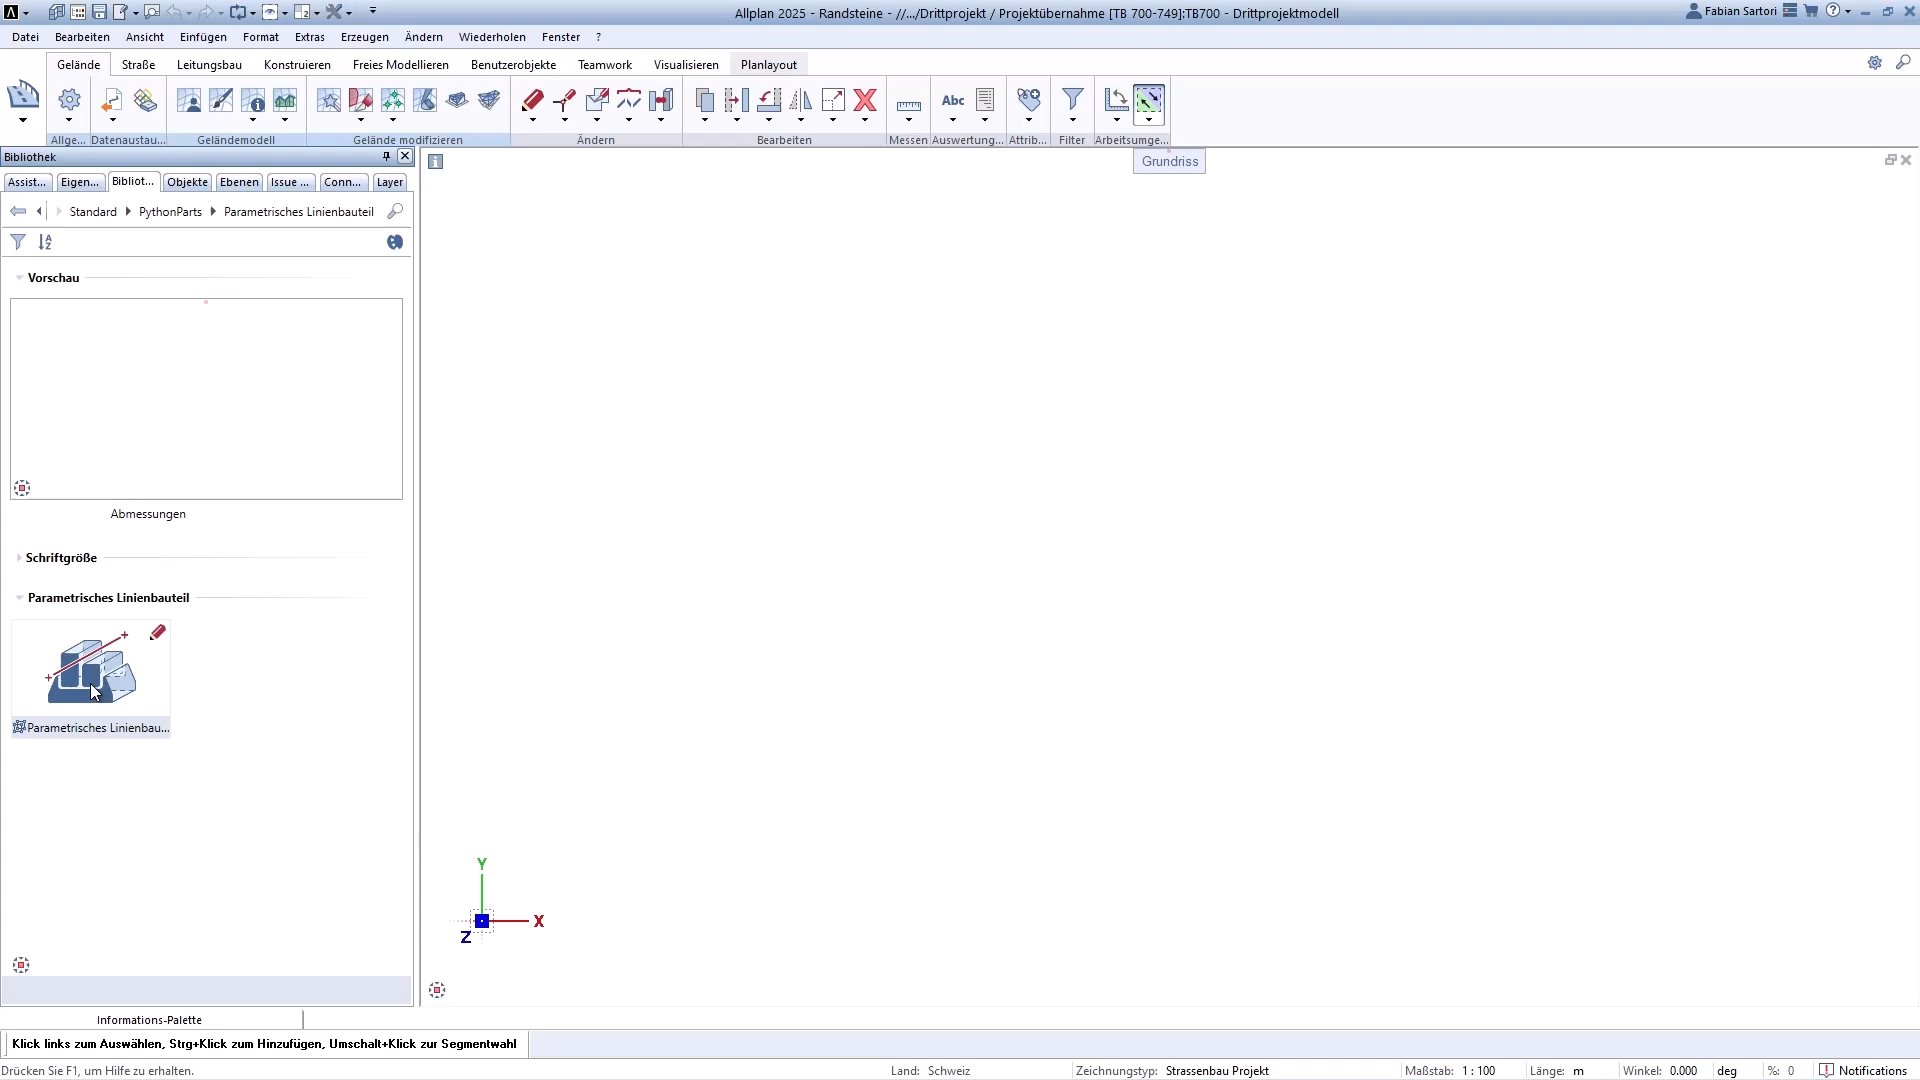 Allplan 2025 - Randsteine - //.../Drittprojekt / Projektübernahme [TB 700-749]:TB700 - Drittprojektmodell
Fabian Sartori
Datei Bearbeiten Ansicht Einfügen Format Extras Erzeugen Ändern Wiederholen Fenster ?
Gelände Straße Leitungsbau Konstruieren Freies Modellieren Benutzerobjekte Teamwork Visualisieren Planlayout
Abc
Allge... Datenaustau... Geländemodell Gelände modifizieren Ändern Bearbeiten Messen Auswertung... Attrib... Filter Arbeitsumge...
Bibliothek
Grundriss
Assist... Eigen... Bibliot... Objekte Ebenen Issue ... Conn... Layer
Standard PythonParts Parametrisches Linienbauteil
Vorschau
Abmessungen
Schriftgröße
Parametrisches Linienbauteil
Parametrisches Linienbau...
Y
X
Z
Informations-Palette
Klick links zum Auswählen, Strg+Klick zum Hinzufügen, Umschalt+Klick zur Segmentwahl
Drücken Sie F1, um Hilfe zu erhalten. Land: Schweiz Zeichnungstyp: Strassenbau Projekt Maßstab: 1 : 100 Länge: m Winkel: 0.000 deg %: 0 Notifications